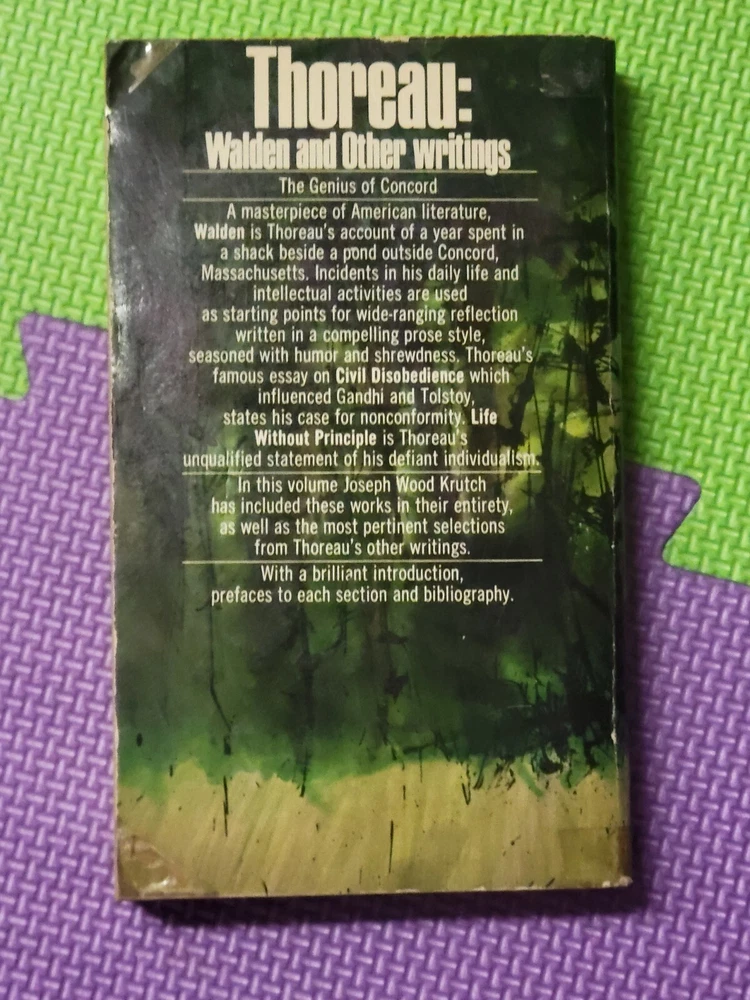 Thoreau:
Walden and Other writings
The Genius of Concord
A masterpiece of American literature,
Walden is Thoreau's account of a year spent in
a shack beside a pond outside Concord,
Massachusetts. Incidents in his daily life and
intellectual activities are used
as starting points for wide-ranging reflection
written in a compelling prose style,
seasoned with humor and shrewdness. Thoreau's
famous essay on Civil Disobedience which
influenced Gandhi and Tolstoy,
states his case for nonconformity. Life
Without Principle is Thoreau's
unqualified statement of his defiant individualism.
In this volume Joseph Wood Krutch
has included these works in their entirety,
as well as the most pertinent selections
from Thoreau's other writings.
With a brilliant introduction,
prefaces to each section and bibliography.